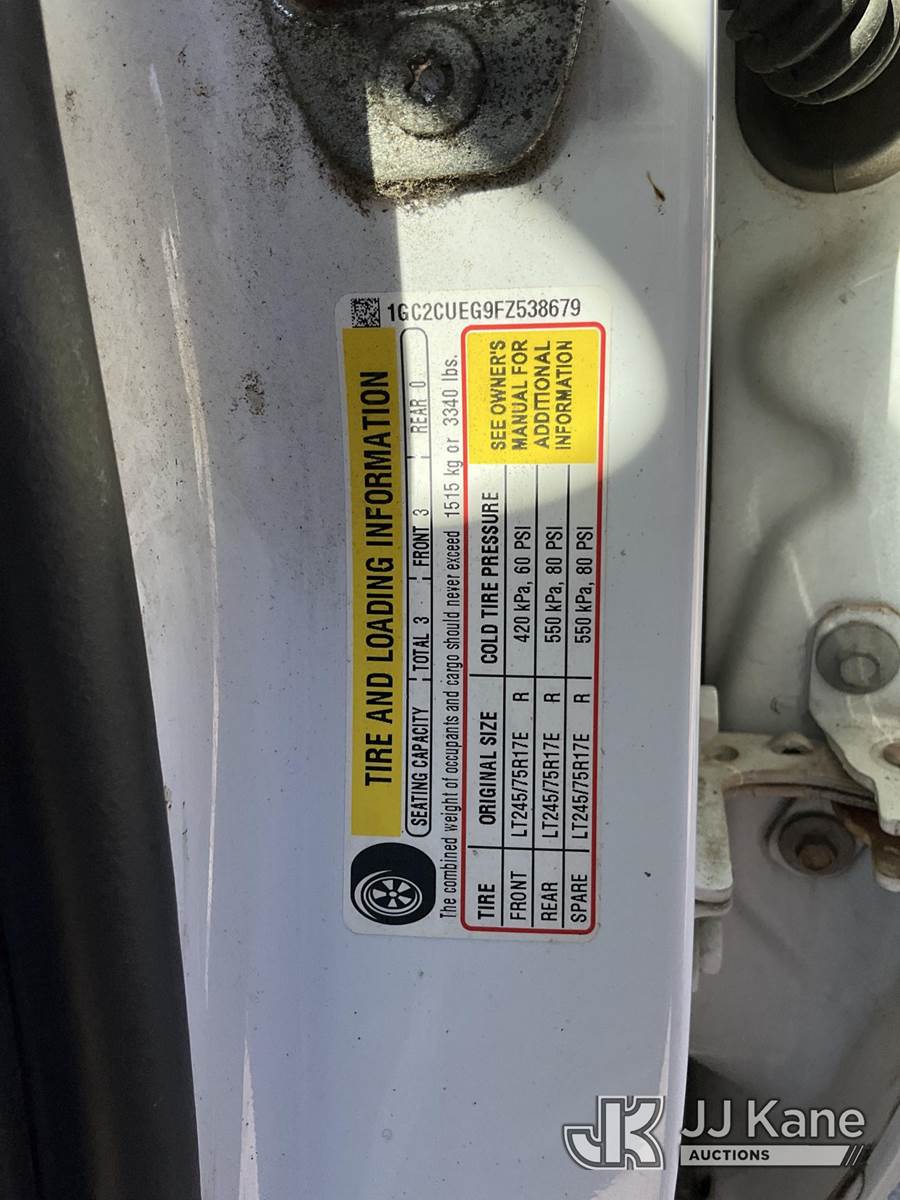 1GC2CUEG9FZ538679
TIRE AND LOADING INFORMATION
SEATING CAPACITY TOTAL 3 FRONT 3 REAR 0
The combined weight of occupants and cargo should never exceed 1515 kg or 3340 lbs.
TIRE ORIGINAL SIZE COLD TIRE PRESSURE
FRONT LT245/75R17E R 420 kPa, 60 PSI
REAR LT245/75R17E R 550 kPa, 80 PSI
SPARE LT245/75R17E R 550 kPa, 80 PSI
SEE OWNER'S
MANUAL FOR
ADDITIONAL
INFORMATION
JK JJ Kane
AUCTIONS